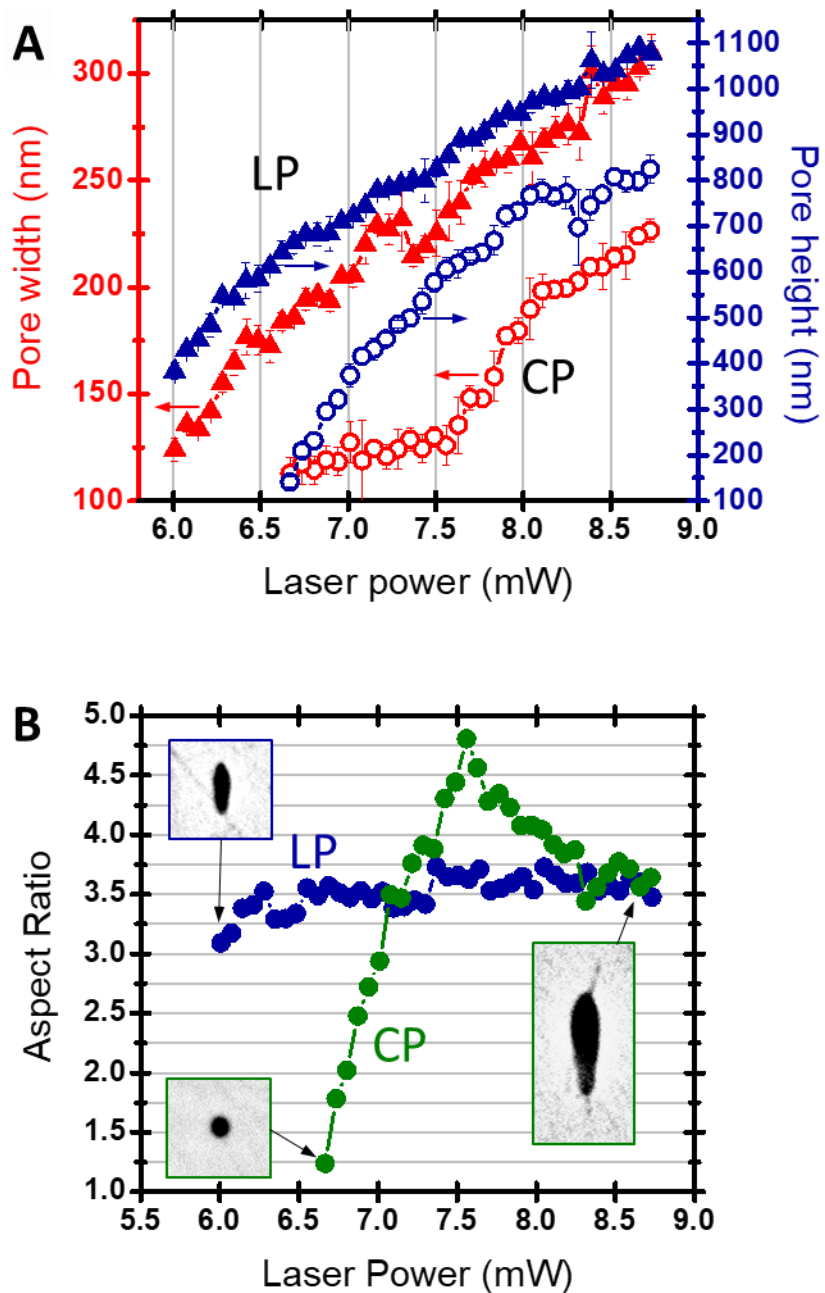 A
300
250
200
150
100
Pore width (nm)
LP
CP
1100
1000
900
800
700
600
500
400
300
200
100
Pore height (nm)
6.0 6.5 7.0 7.5 8.0 8.5 9.0
Laser power (mW)
B
5.0
4.5
4.0
3.5
3.0
2.5
2.0
1.5
1.0
Aspect Ratio
LP
CP
5.5 6.0 6.5 7.0 7.5 8.0 8.5 9.0
Laser Power (mW)